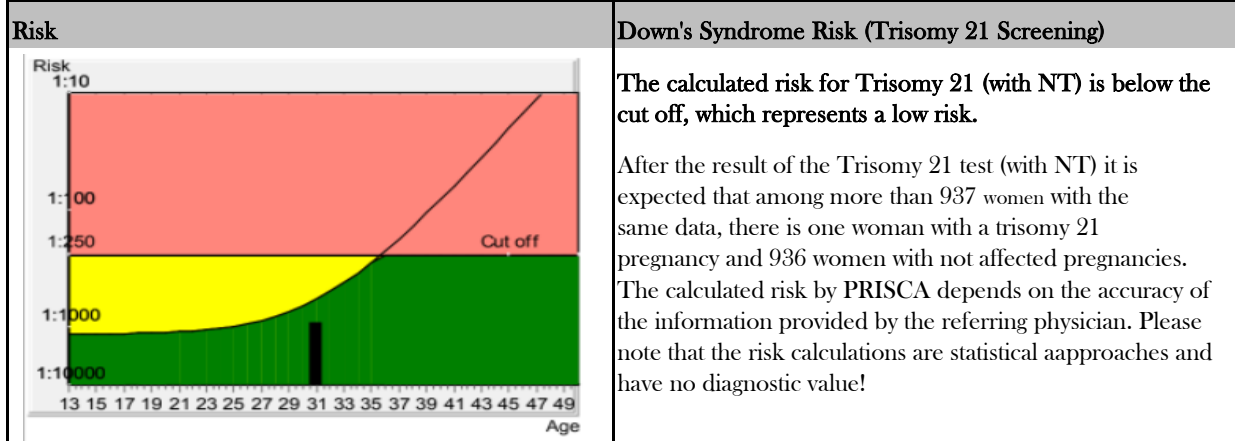 Risk
Down's Syndrome Risk (Trisomy 21 Screening)
Risk
1:10
1:100
1:250
Cut off
1:1000
1:10000
13 15 17 19 21 23 25 27 29 31 33 35 37 39 41 43 45 47 49
Age
The calculated risk for Trisomy 21 (with NT) is below the
cut off, which represents a low risk.
After the result of the Trisomy 21 test (with NT) it is
expected that among more than 937 women with the
same data, there is one woman with a trisomy 21
pregnancy and 936 women with not affected pregnancies.
The calculated risk by PRISCA depends on the accuracy of
the information provided by the referring physician. Please
note that the risk calculations are statistical aapproaches and
have no diagnostic value!